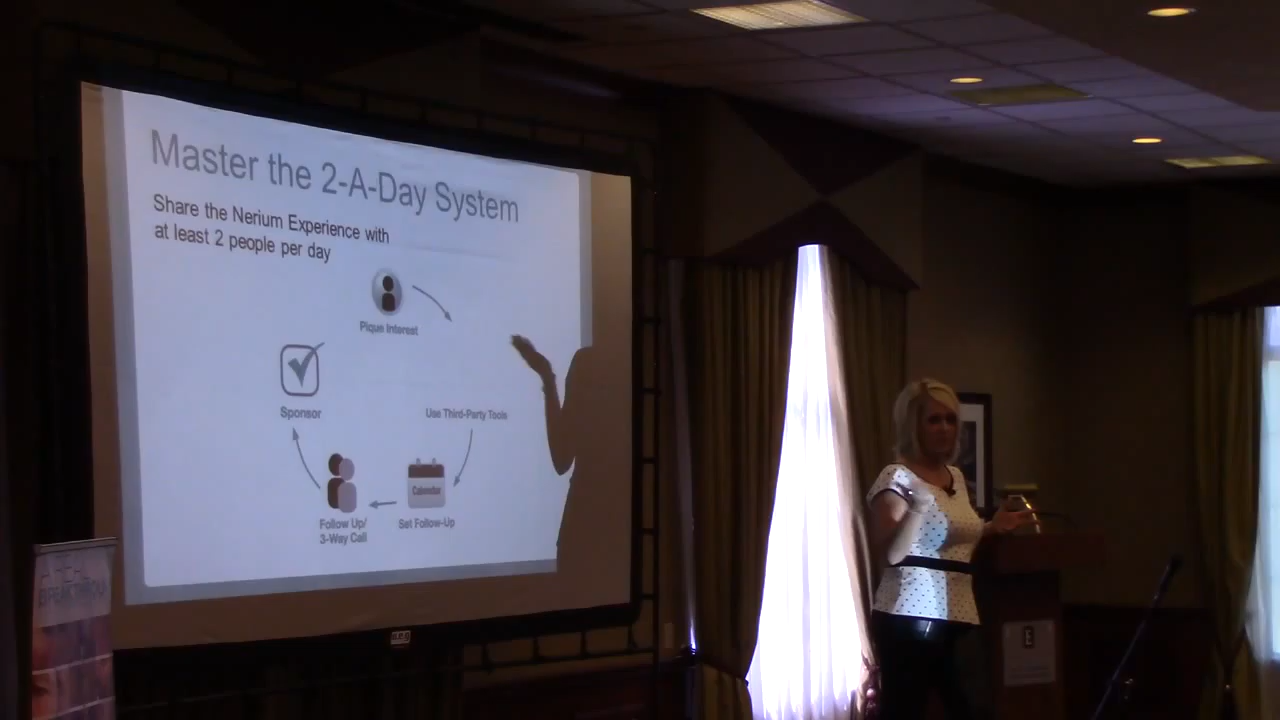 Master the 2-A-Day System
Share the Nerium Experience with
at least 2 people per day
Pique Interest
Use Third-Party Tools
Calendar
Set Follow-Up
Follow Up/
3-Way Call
Sponsor
E